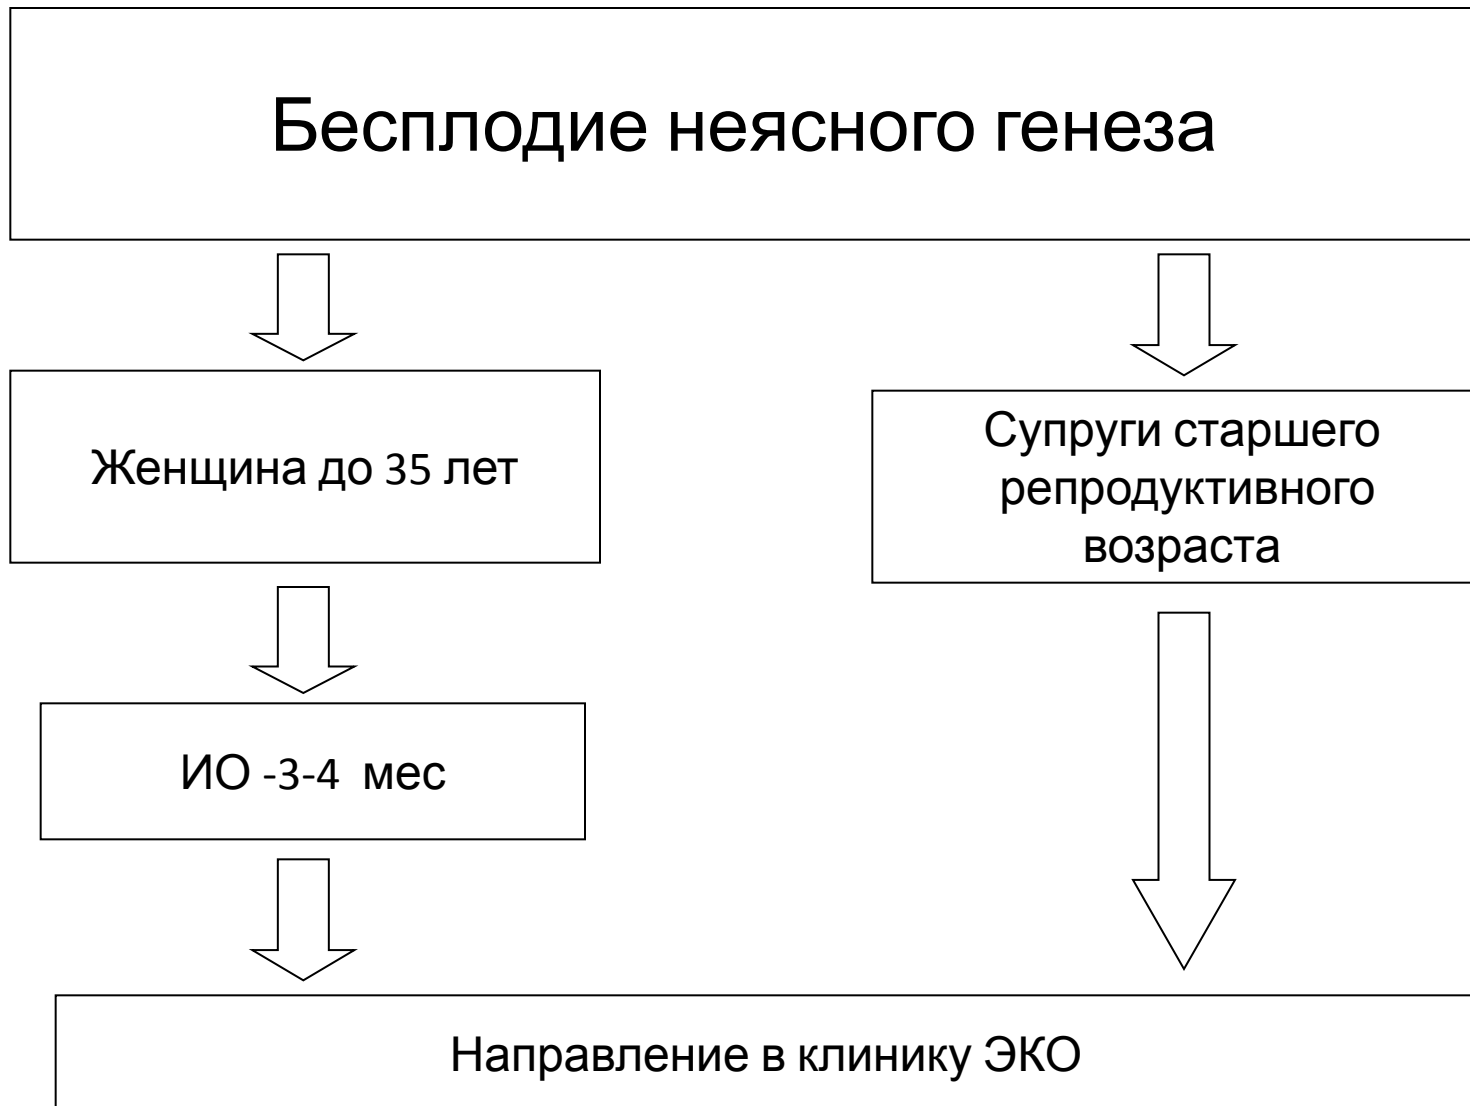 Бесплодие неясного генеза
Женщина до 35 лет
Супруги старшего
репродуктивного
возраста
ИО -3-4  мес
Направление в клинику ЭКО